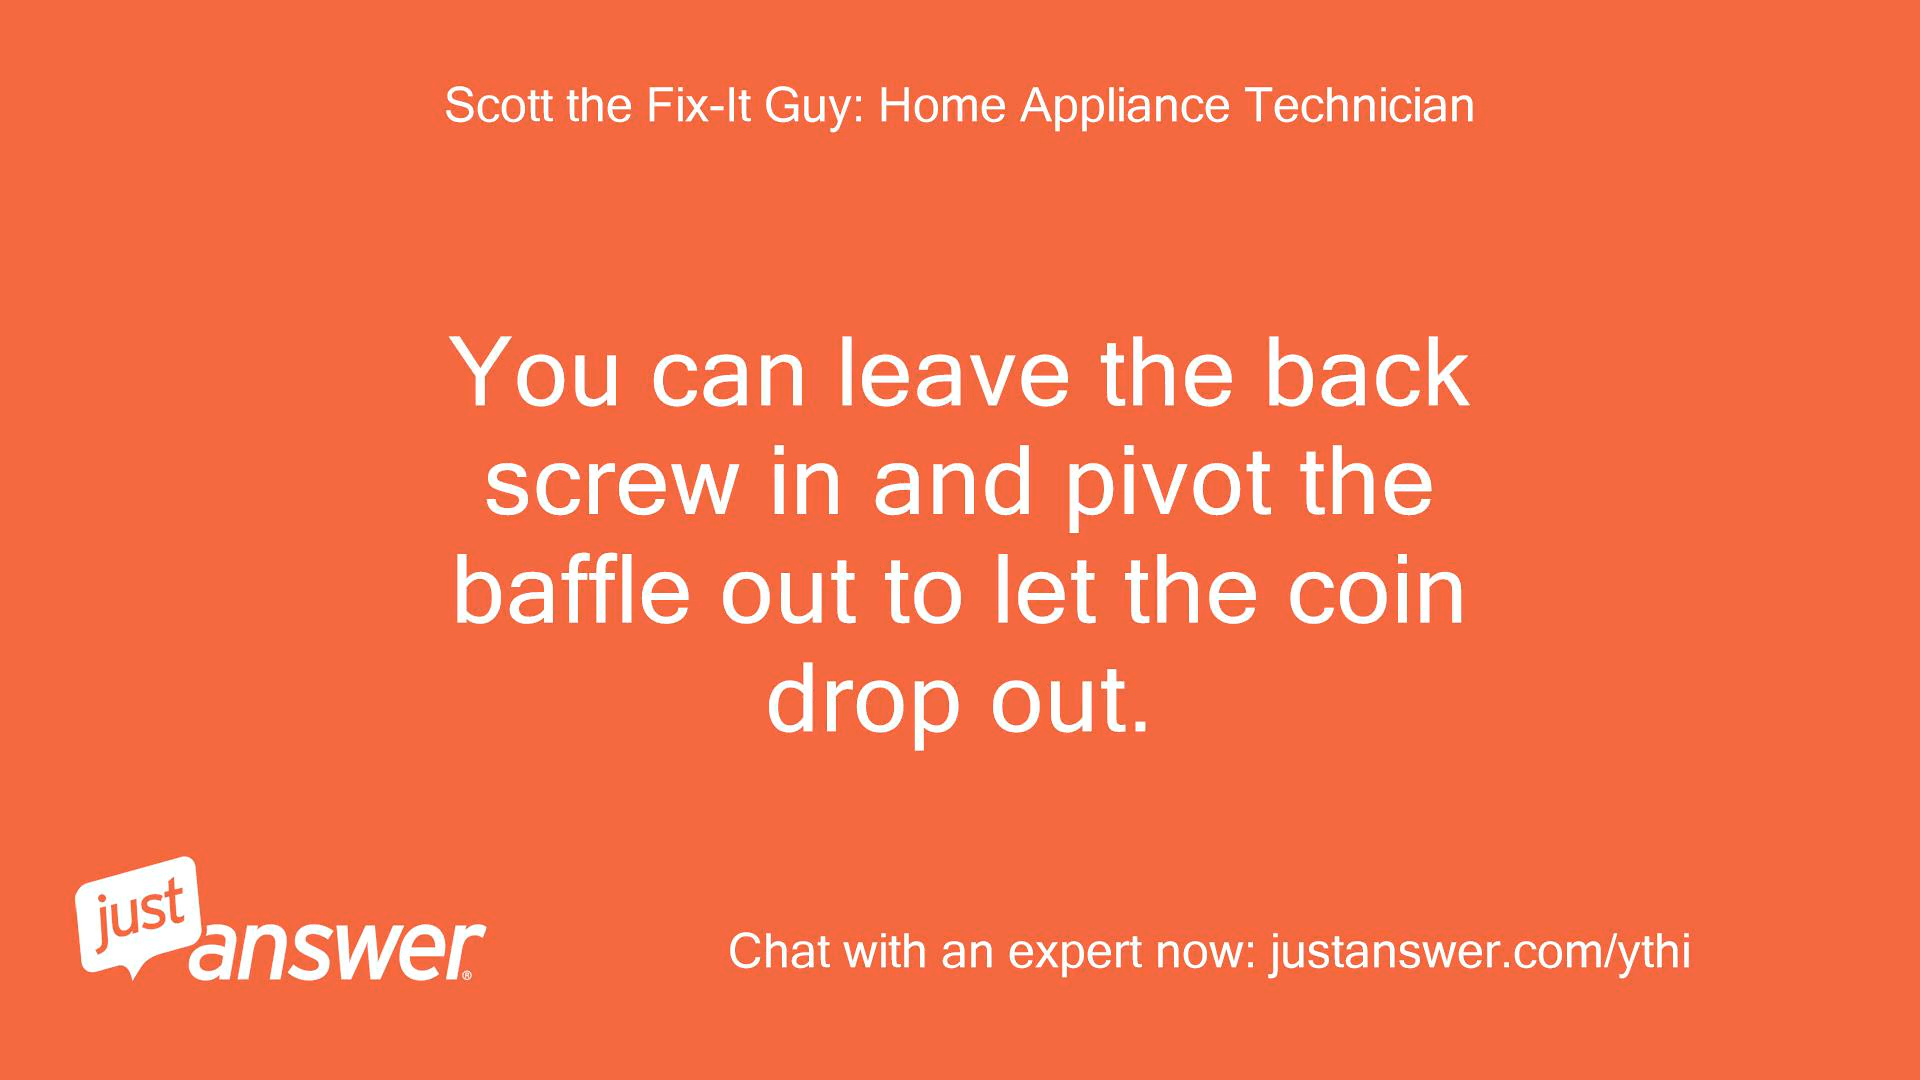 Scott the Fix-It Guy: Home Appliance Technician
You can leave the back
screw in and pivot the
baffle out to let the coin
drop out.
just
answer®
Chat with an expert now: justanswer.com/ythi